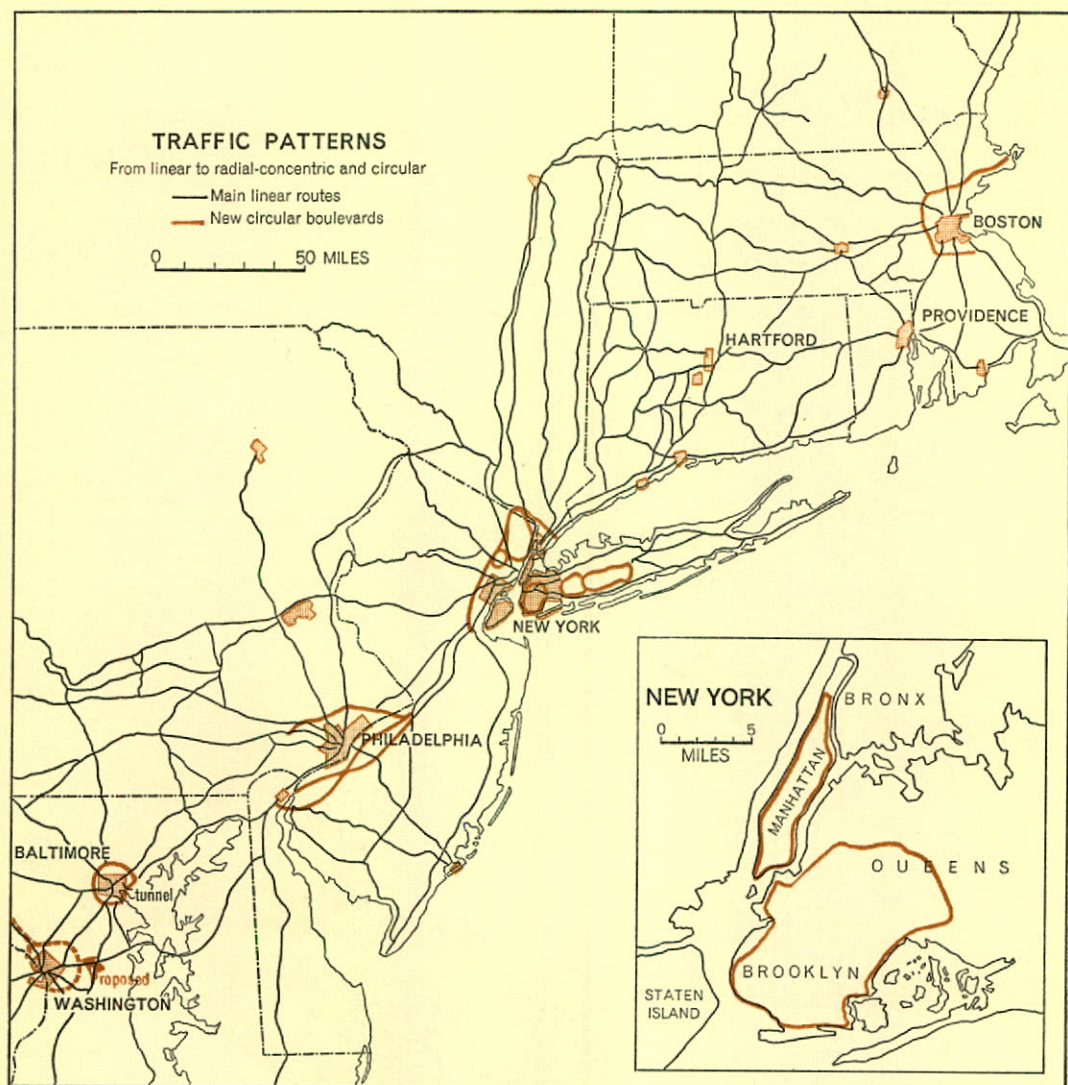 TRAFFIC PATTERNS
From linear to radial-concentric and circular
Main linear routes
New circular boulevards
0 50 MILES
BOSTON
PROVIDENCE
HARTFORD
NEW YORK
PHILADELPHIA
BALTIMORE
tunnel
Proposed
WASHINGTON
NEW YORK
0 5
MILES
BRONX
MANHATTAN
QUEENS
BROOKLYN
STATEN
ISLAND